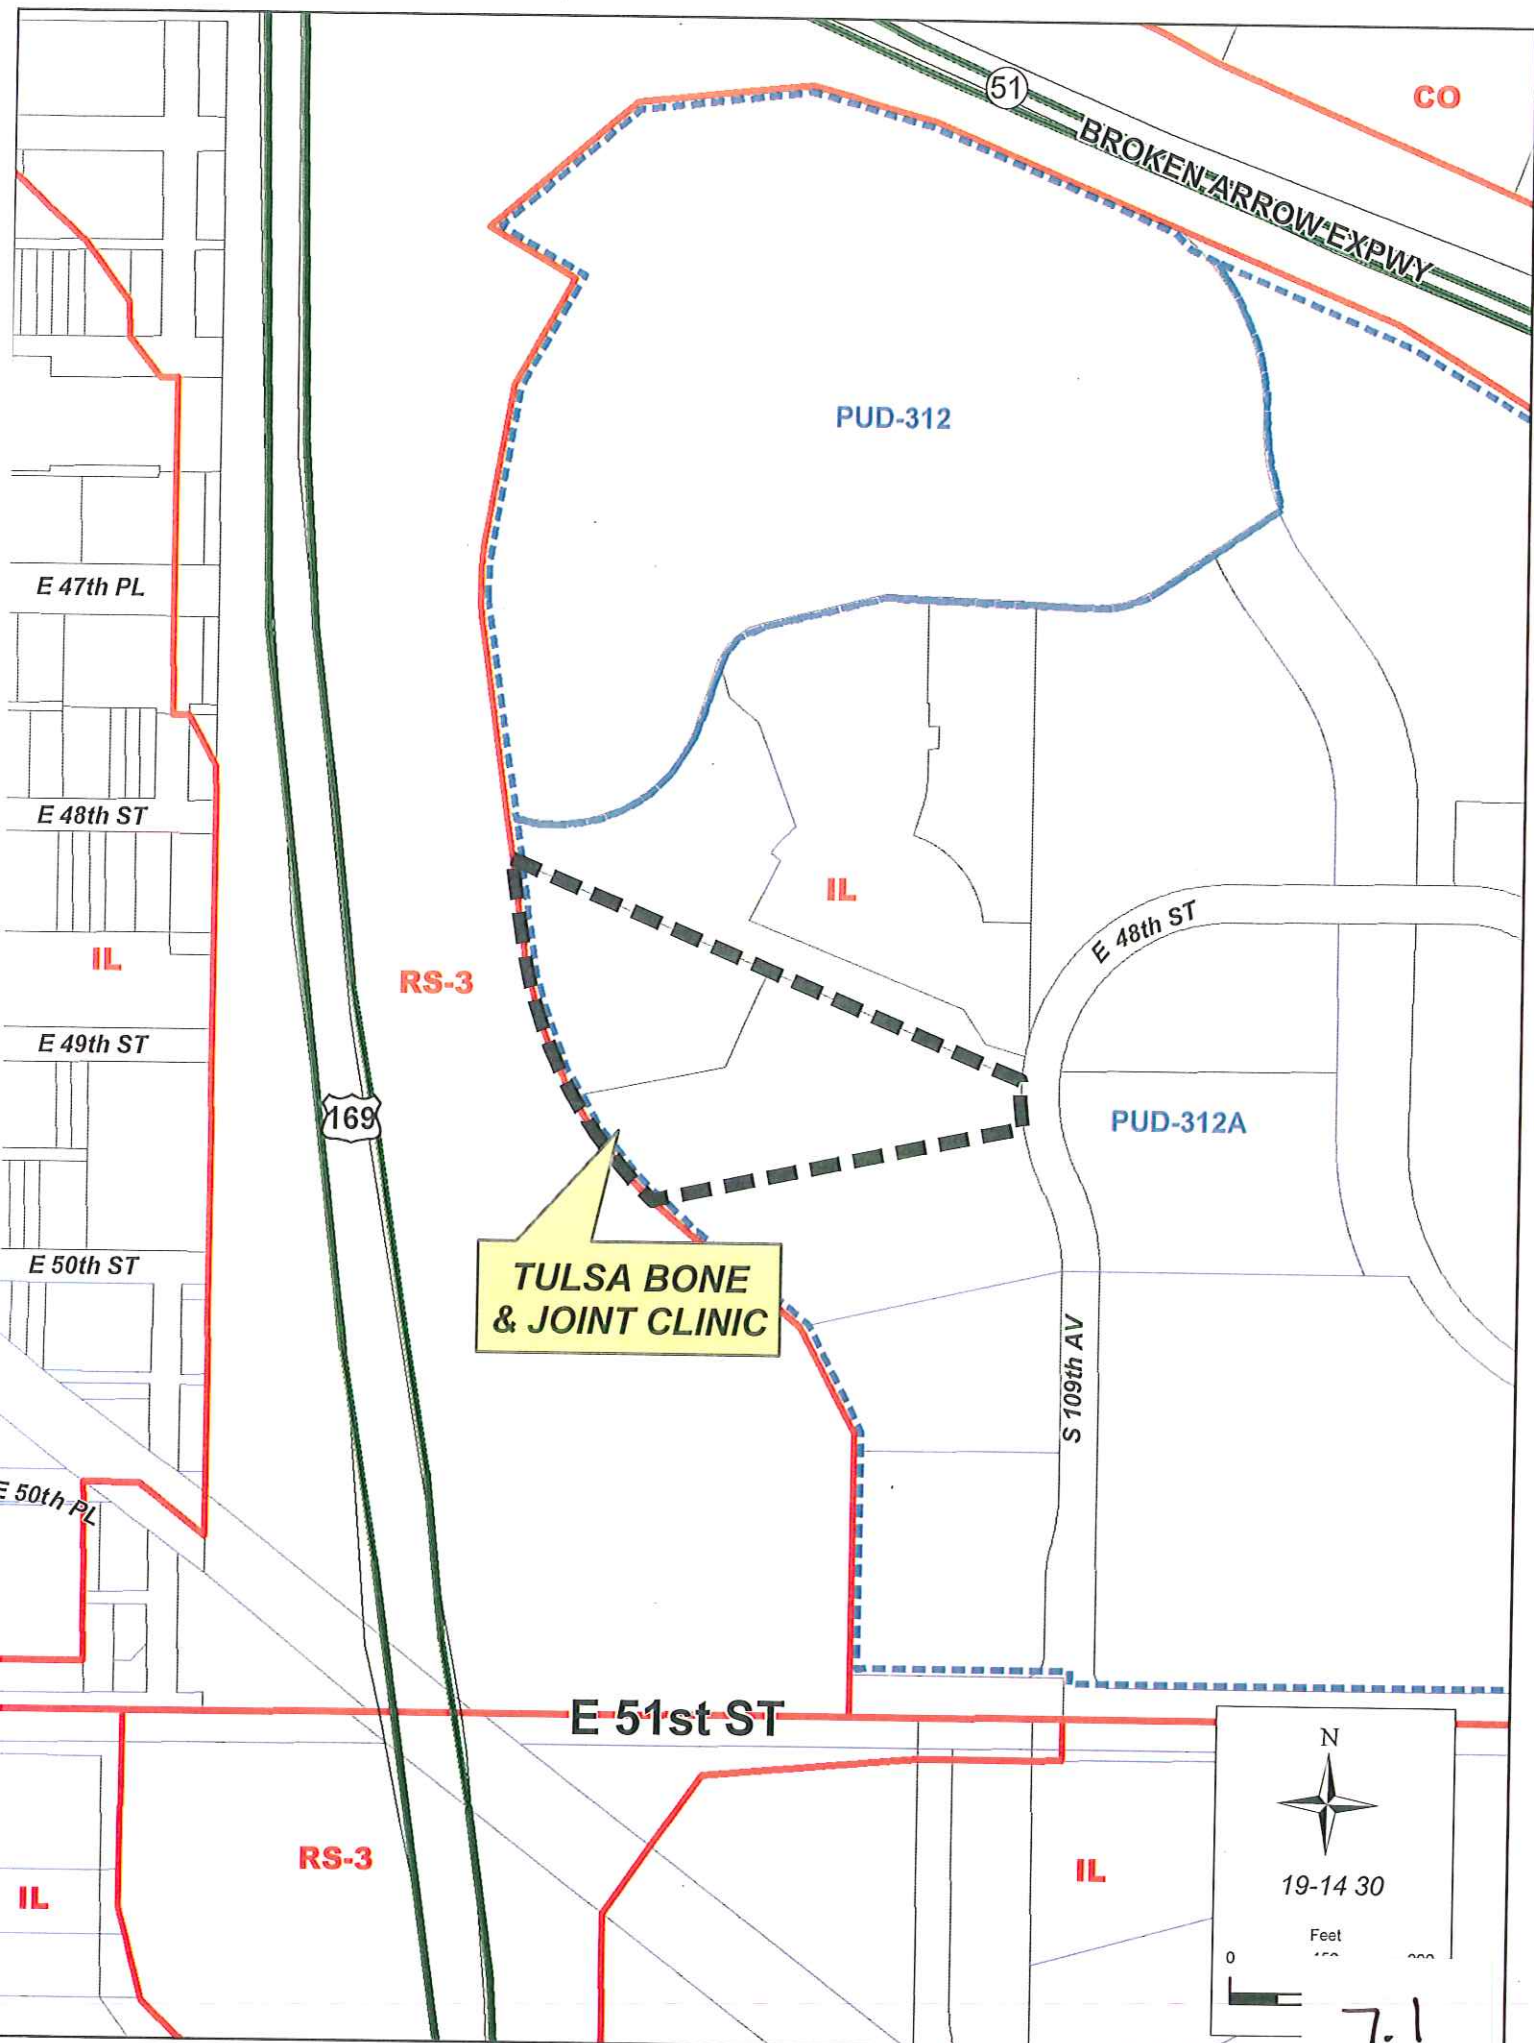 51
CO
BROKEN ARROW EXPWY
PUD-312
E 47th PL
E 48th ST
IL
E 48th ST
IL
RS-3
E 49th ST
169
PUD-312A
E 50th ST
TULSA BONE
& JOINT CLINIC
S 109th AV
E 50th PL
E 51st ST
N
RS-3
IL
IL
19-14 30
Feet
0
7.1